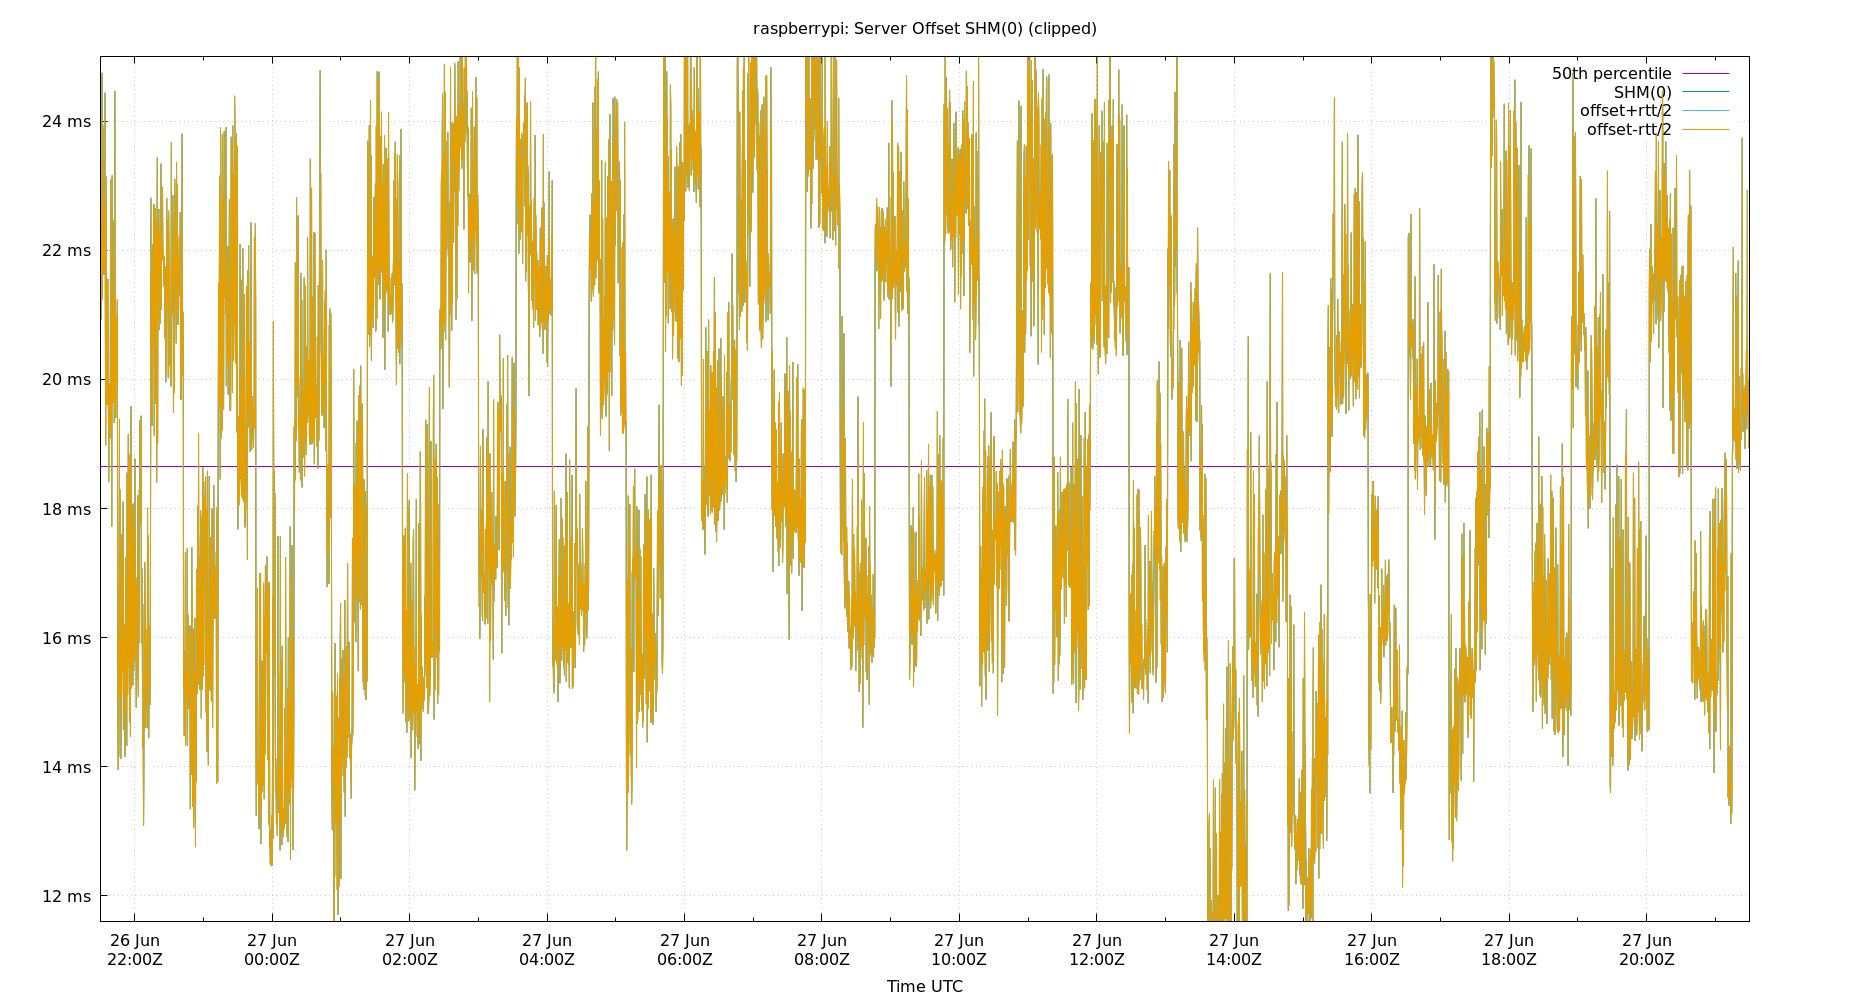 raspberrypi: Server Offset SHM(0) (clipped)
50th percentile
SHM(0)
offset+rtt/2
offset-rtt/2
24 ms
22 ms
20 ms
18 ms
16 ms
14 ms
12 ms
26 Jun 27 Jun 27 Jun 27 Jun 27 Jun 27 Jun 27 Jun 27 Jun 27 Jun 27 Jun 27 Jun 27 Jun
22:00Z 00:00Z 02:00Z 04:00Z 06:00Z 08:00Z 10:00Z 12:00Z 14:00Z 16:00Z 18:00Z 20:00Z
Time UTC